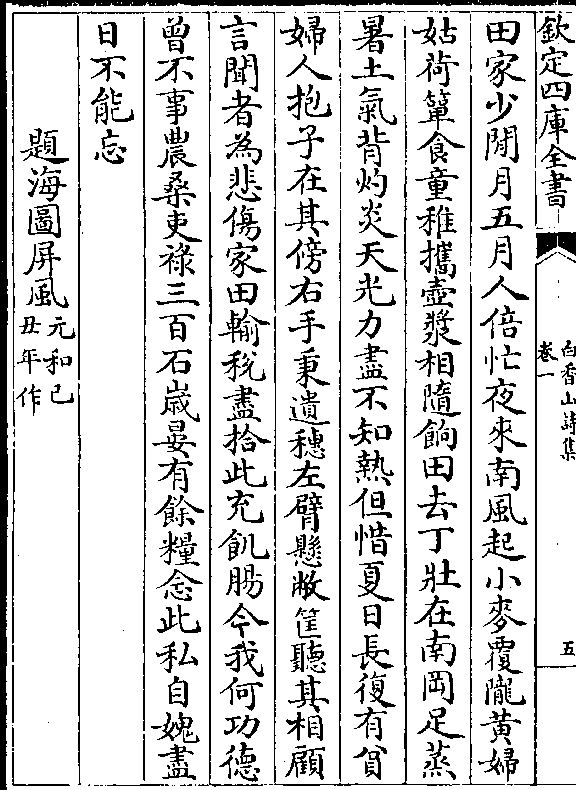 欽定四庫全書
白香山詩集
卷一
五
田家少閒月五月人倍忙夜來南風起小麥覆隴黃婦
姑荷簞食童稚攜壺漿相隨餉田去丁壯在南岡足蒸
暑土氣背灼炎天光力盡不知熱但惜夏日長復有貧
婦人抱子在其傍右手秉遺穗左臂懸敝筐聽其相顧
言聞者為悲傷家田輸稅盡拾此充飢腸今我何功德
曾不事農桑吏祿三百石嵗晏有餘糧念此私自媿盡
日不能忘
題海圖屏風元和己丑年作